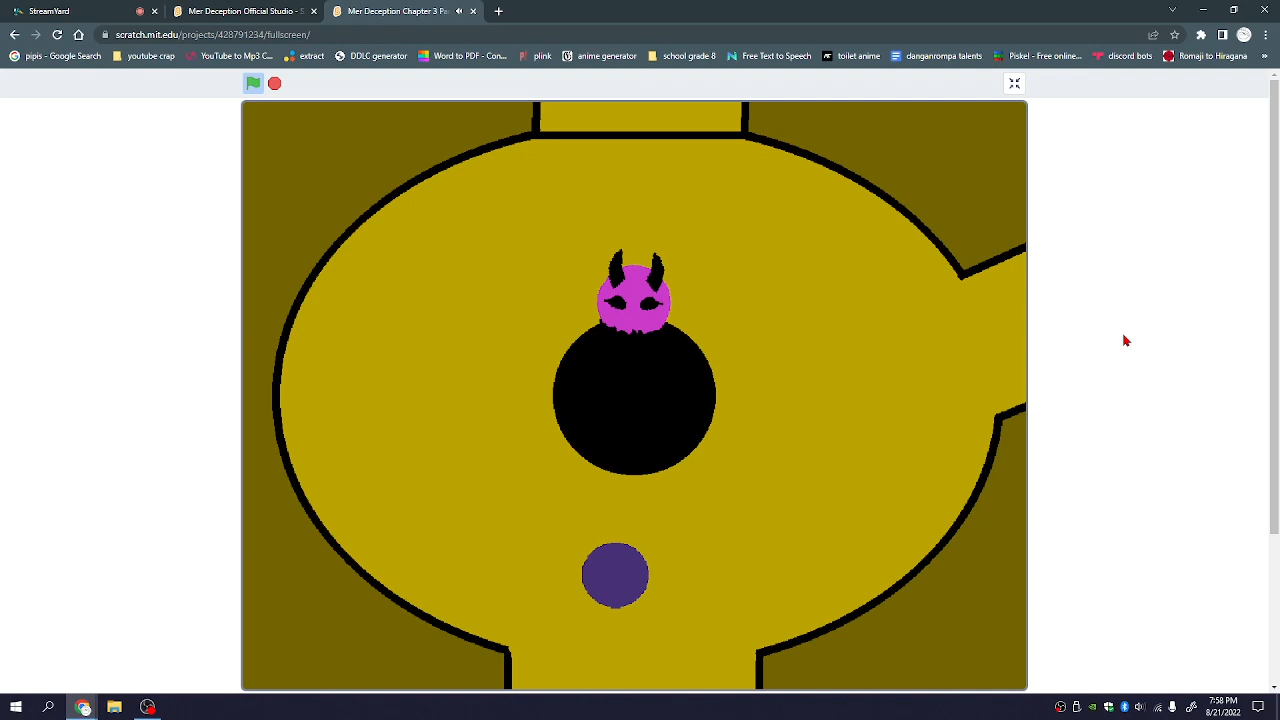 StreamYard
Mer Deception Official Studio - S
Mer Deception Chapter 3 Pa
scratch.mit.edu/projects/428791234/fullscreen/
pipis - Google Search
youtube crap
YouTube to Mp3 C...
extract
DDLC generator
Word to PDF - Con...
plink
anime generator
school grade 8
Free Text to Speech
toilet anime
danganronpa talents
Piskel - Free online...
discord bots
Romaji to Hiragana
7:58 PM
8/21/2022